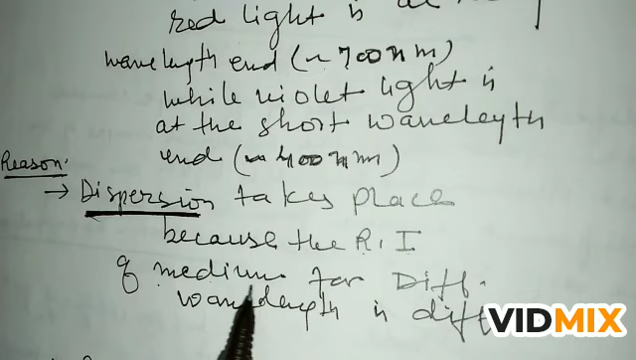 red light is at
wavelength end (~ 700nm)
while violet light is
at the short wavelength
end (~ 400nm)
Reason.
→ Dispersion takes place
because the R.I
of medium for Diff.
wavelength is diff
VIDMIX